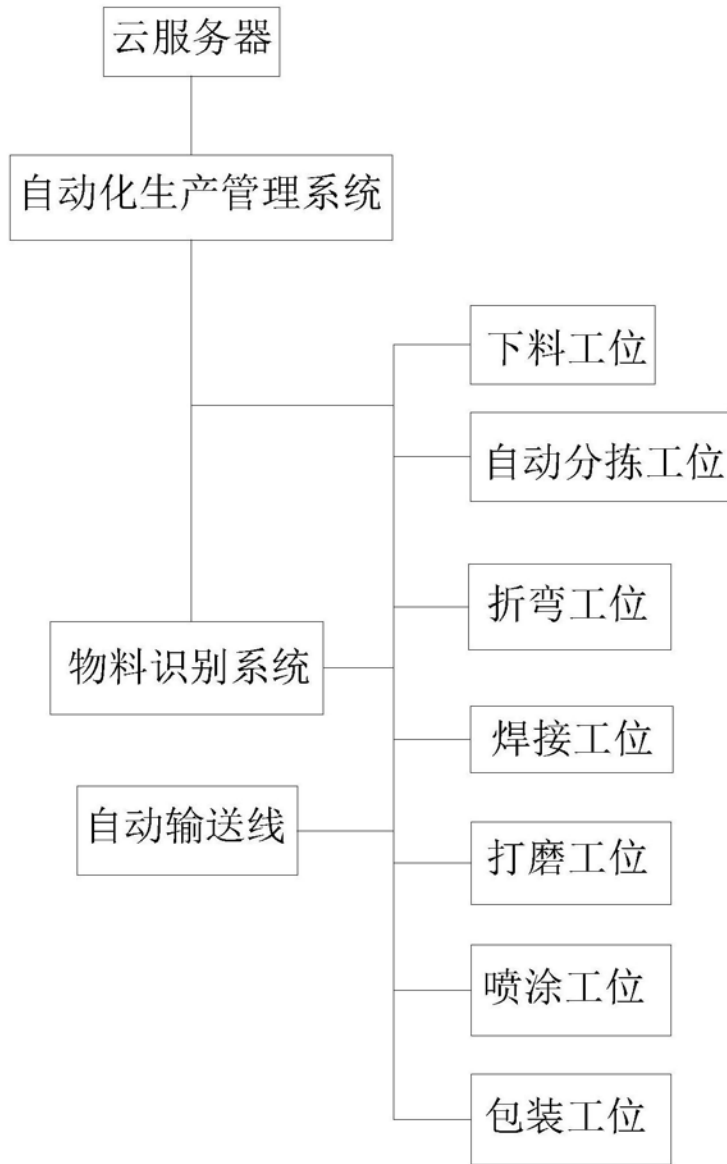 云服务器
自动化生产管理系统
下料工位
自动分拣工位
折弯工位
物料识别系统
焊接工位
自动输送线
打磨工位
喷涂工位
包装工位